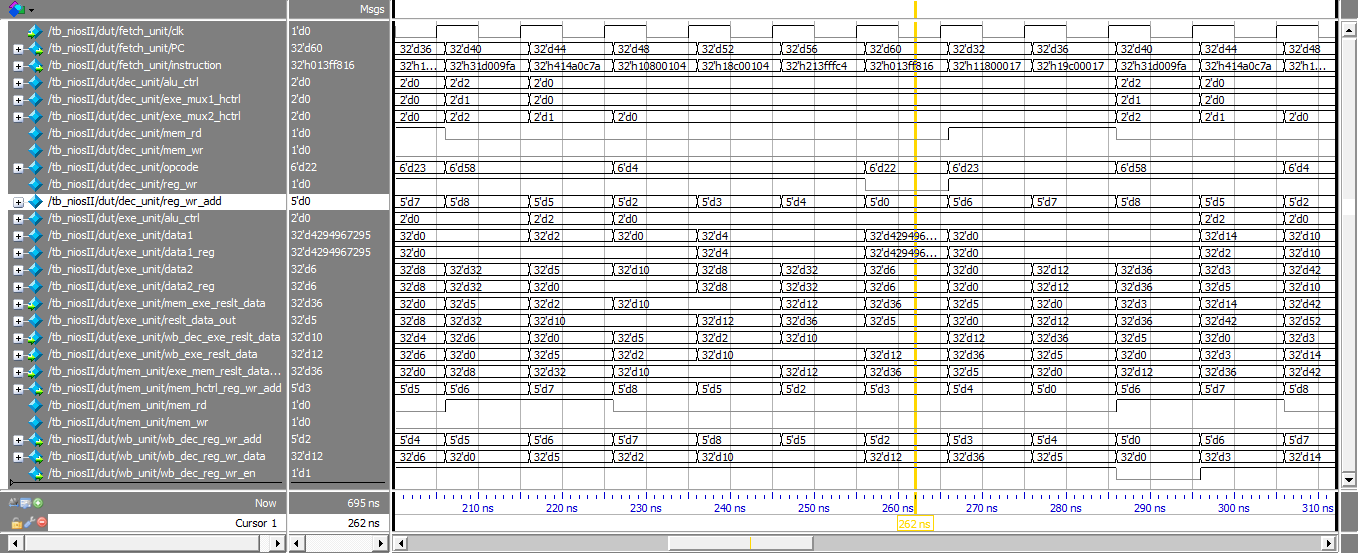 Msgs
/tb_niosII/dut/fetch_unit/clk 1'd0
/tb_niosII/dut/fetch_unit/PC 32'd60 32'd36 32'd40 32'd44 32'd48 32'd52 32'd56 32'd60 32'd32 32'd36 32'd40 32'd44 32'd48
/tb_niosII/dut/fetch_unit/instruction 32'h013ff816 32'h1... 32'h31d009fa 32'h414a0c7a 32'h10800104 32'h18c00104 32'h213fffc4 32'h013ff816 32'h11800017 32'h19c00017 32'h31d009fa 32'h414a0c7a 32'h1...
/tb_niosII/dut/dec_unit/alu_ctrl 2'd0 2'd0 2'd2 2'd0 2'd2 2'd0
/tb_niosII/dut/dec_unit/exe_mux1_hctrl 2'd0 2'd0 2'd1 2'd0 2'd1 2'd0
/tb_niosII/dut/dec_unit/exe_mux2_hctrl 2'd0 2'd0 2'd2 2'd1 2'd0 2'd2 2'd1 2'd0
/tb_niosII/dut/dec_unit/mem_rd 1'd0
/tb_niosII/dut/dec_unit/mem_wr 1'd0
/tb_niosII/dut/dec_unit/opcode 6'd22 6'd23 6'd58 6'd4 6'd22 6'd23 6'd58 6'd4
/tb_niosII/dut/dec_unit/reg_wr 1'd0
/tb_niosII/dut/dec_unit/reg_wr_add 5'd0 5'd7 5'd8 5'd5 5'd2 5'd3 5'd4 5'd0 5'd6 5'd7 5'd8 5'd5 5'd2
/tb_niosII/dut/exe_unit/alu_ctrl 2'd0 2'd0 2'd2 2'd0 2'd2 2'd0
/tb_niosII/dut/exe_unit/data1 32'd4294967295 32'd0 32'd2 32'd0 32'd4 32'd429496... 32'd0 32'd14 32'd10
/tb_niosII/dut/exe_unit/data1_reg 32'd4294967295 32'd0 32'd4 32'd429496... 32'd0 32'd2 32'd10
/tb_niosII/dut/exe_unit/data2 32'd6 32'd8 32'd32 32'd5 32'd10 32'd8 32'd32 32'd6 32'd0 32'd12 32'd36 32'd3 32'd42
/tb_niosII/dut/exe_unit/data2_reg 32'd6 32'd8 32'd32 32'd0 32'd8 32'd32 32'd6 32'd0 32'd12 32'd36 32'd5 32'd10
/tb_niosII/dut/exe_unit/mem_exe_reslt_data 32'd36 32'd0 32'd5 32'd2 32'd10 32'd12 32'd36 32'd5 32'd0 32'd3 32'd14 32'd42
/tb_niosII/dut/exe_unit/reslt_data_out 32'd5 32'd8 32'd32 32'd10 32'd12 32'd36 32'd5 32'd0 32'd12 32'd36 32'd42 32'd52
/tb_niosII/dut/exe_unit/wb_dec_exe_reslt_data 32'd10 32'd4 32'd6 32'd0 32'd5 32'd2 32'd10 32'd12 32'd36 32'd5 32'd0 32'd3
/tb_niosII/dut/exe_unit/wb_exe_reslt_data 32'd12 32'd6 32'd0 32'd5 32'd2 32'd10 32'd12 32'd36 32'd5 32'd0 32'd3 32'd14
/tb_niosII/dut/mem_unit/exe_mem_reslt_data... 32'd36 32'd0 32'd8 32'd32 32'd10 32'd12 32'd36 32'd5 32'd0 32'd12 32'd36 32'd42
/tb_niosII/dut/mem_unit/mem_hctrl_reg_wr_add 5'd3 5'd5 5'd6 5'd7 5'd8 5'd5 5'd2 5'd3 5'd4 5'd0 5'd6 5'd7 5'd8
/tb_niosII/dut/mem_unit/mem_rd 1'd0
/tb_niosII/dut/mem_unit/mem_wr 1'd0
/tb_niosII/dut/wb_unit/wb_dec_reg_wr_add 5'd2 5'd4 5'd5 5'd6 5'd7 5'd8 5'd5 5'd2 5'd3 5'd4 5'd0 5'd6 5'd7
/tb_niosII/dut/wb_unit/wb_dec_reg_wr_data 32'd12 32'd6 32'd0 32'd5 32'd2 32'd10 32'd12 32'd36 32'd5 32'd0 32'd3 32'd14
/tb_niosII/dut/wb_unit/wb_dec_reg_wr_en 1'd1
Now 695 ns 210 ns 220 ns 230 ns 240 ns 250 ns 260 ns 270 ns 280 ns 290 ns 300 ns 310 ns
Cursor 1 262 ns 262 ns